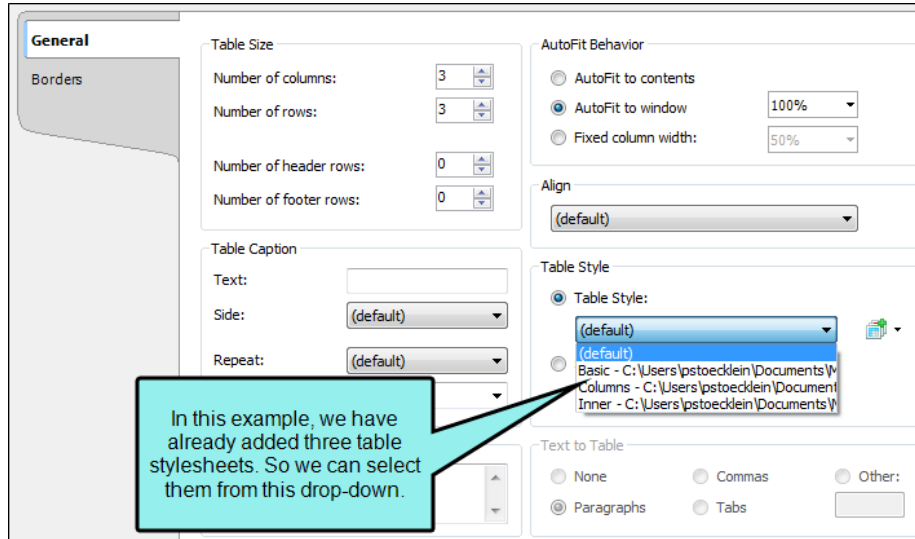 General
Borders
Table Size
Number of columns: 3
Number of rows: 3
Number of header rows: 0
Number of footer rows: 0
Table Caption
Text:
Side: (default)
Repeat: (default)
AutoFit Behavior
AutoFit to contents
AutoFit to window 100%
Fixed column width: 50%
Align
(default)
Table Style
Table Style:
(default)
(default)
Basic - C:\Users\pstoecklein\Documents\M
Columns - C:\Users\pstoecklein\Document
Inner - C:\Users\pstoecklein\Documents\M
In this example, we have
already added three table
stylesheets. So we can select
them from this drop-down.
Text to Table
None Commas Other:
Paragraphs Tabs